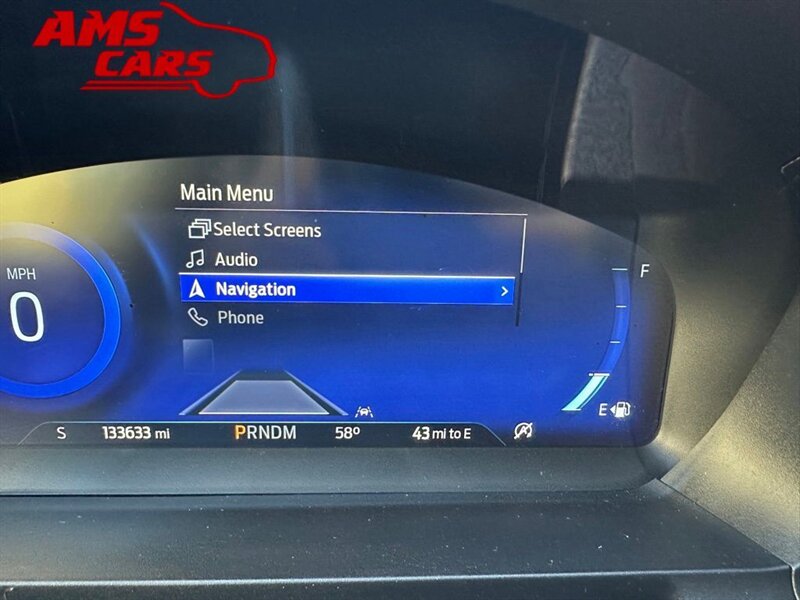 AMS
CARS
Main Menu
Select Screens
Audio
Navigation >
Phone
MPH
0
F
E
S 133633 mi PRNDM 58° 43 mi to E